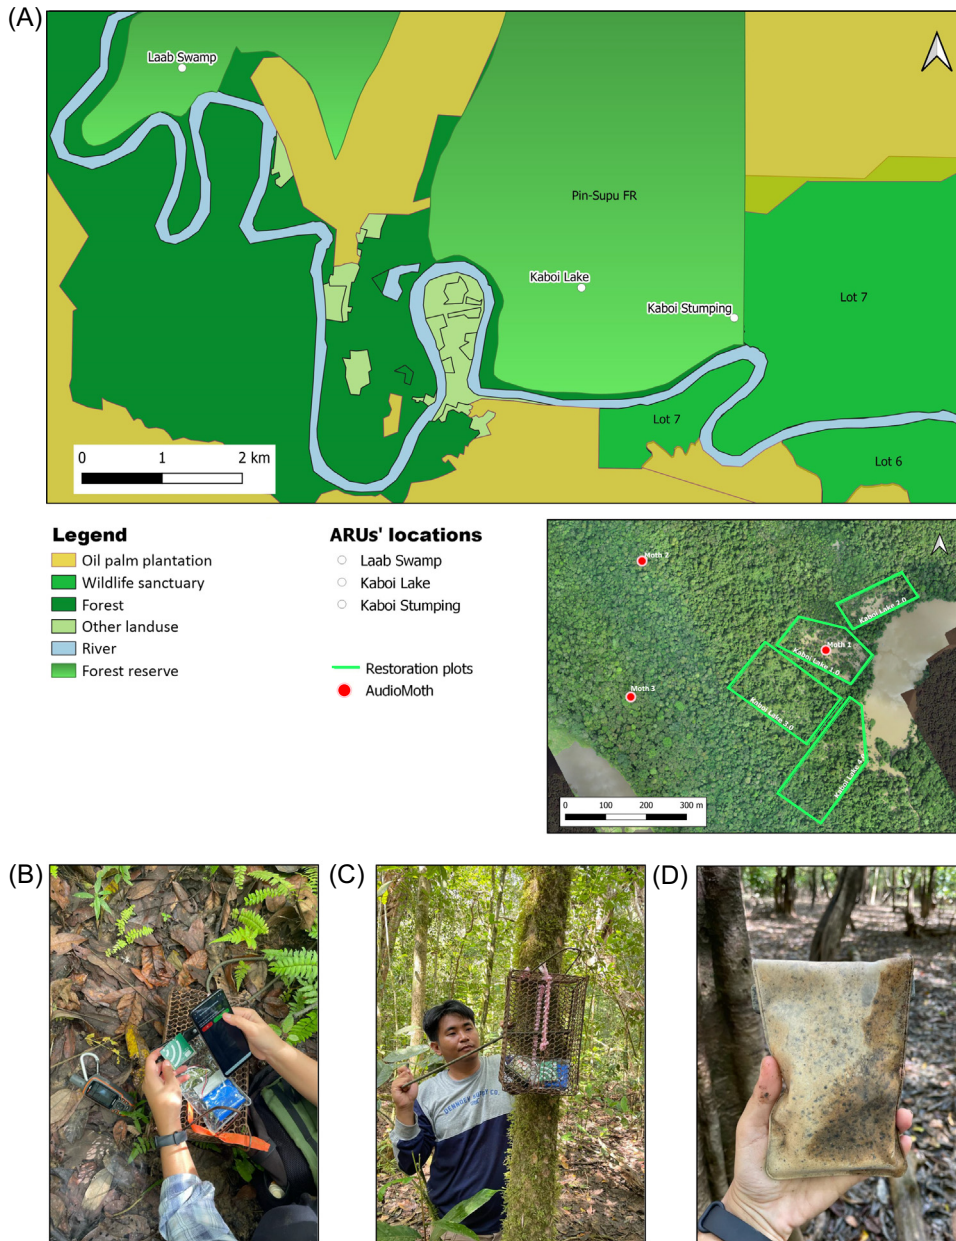 (A)
Laab Swamp
Pin-Supu FR
Kaboi Lake
Kaboi Stumping
Lot 7
Lot 7
Lot 6
0 1 2 km
Legend
Oil palm plantation
Wildlife sanctuary
Forest
Other landuse
River
Forest reserve
ARUs' locations
Laab Swamp
Kaboi Lake
Kaboi Stumping
Restoration plots
AudioMoth
Moth 2
Kaboi Lake 2.0
Moth 1
Kaboi Lake 1.0
Moth 3
Kaboi Lake 3.0
Kaboi Lake
0 100 200 300 m
(B)
(C)
(D)